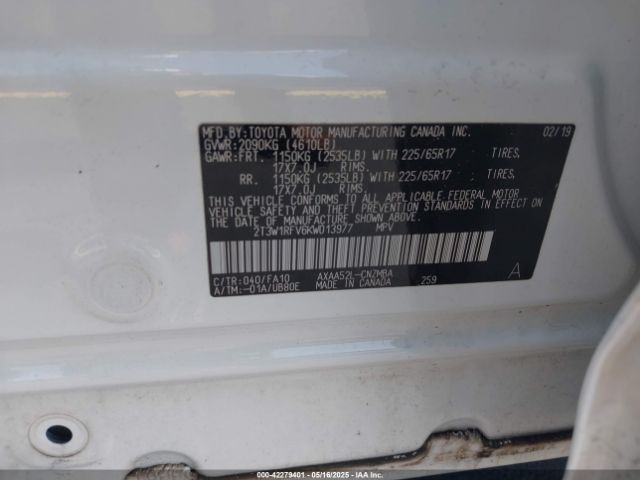 MFD.BY:TOYOTA MOTOR MANUFACTURING CANADA INC. 02/19
GVWR:2090KG (4610LB)
GAWR:FRT. 1150KG (2535LB) WITH 225/65R17 TIRES,
17X7.0J RIMS,
RR. 1150KG (2535LB) WITH 225/65R17 TIRES,
17X7.0J RIMS.
THIS VEHICLE CONFORMS TO ALL APPLICABLE FEDERAL MOTOR
VEHICLE SAFETY AND THEFT PREVENTION STANDARDS IN EFFECT ON
THE DATE OF MANUFACTURE SHOWN ABOVE.
2T3W1RFV6KW013977 MPV
C/TR:040/FA10 AXAA52L-CNZMBA 259 A
A/TM:-01A/UB80E MADE IN CANADA
000-42279401 - 05/16/2025 - IAAI.COM